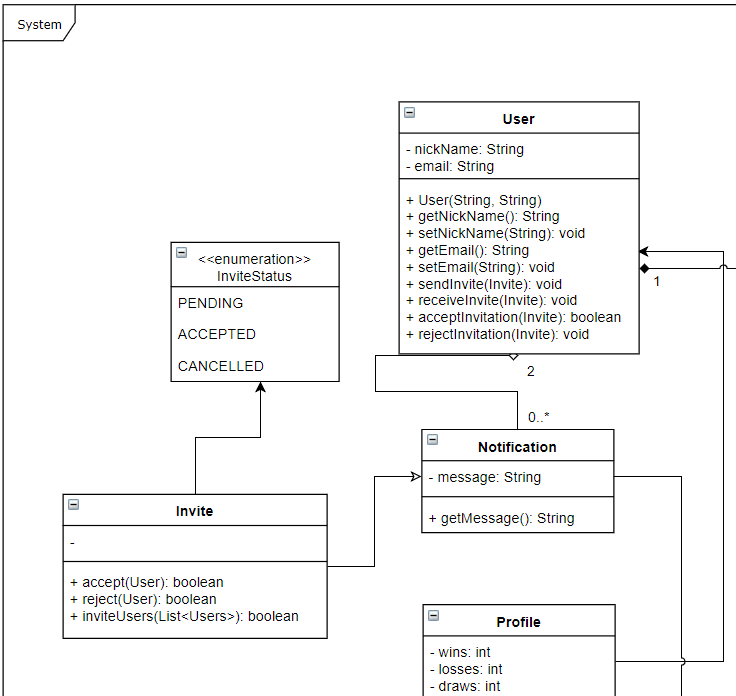 System
User
- nickName: String
- email: String
+ User(String, String)
+ getNickName(): String
+ setNickName(String): void
+ getEmail(): String
+ setEmail(String): void
+ sendInvite(Invite): void
+ receiveInvite(Invite): void
+ acceptInvitation(Invite): boolean
+ rejectInvitation(Invite): void
1
2
<<enumeration>>
InviteStatus
PENDING
ACCEPTED
CANCELLED
0..*
Notification
- message: String
+ getMessage(): String
Invite
-
+ accept(User): boolean
+ reject(User): boolean
+ inviteUsers(List<Users>): boolean
Profile
- wins: int
- losses: int
- draws: int